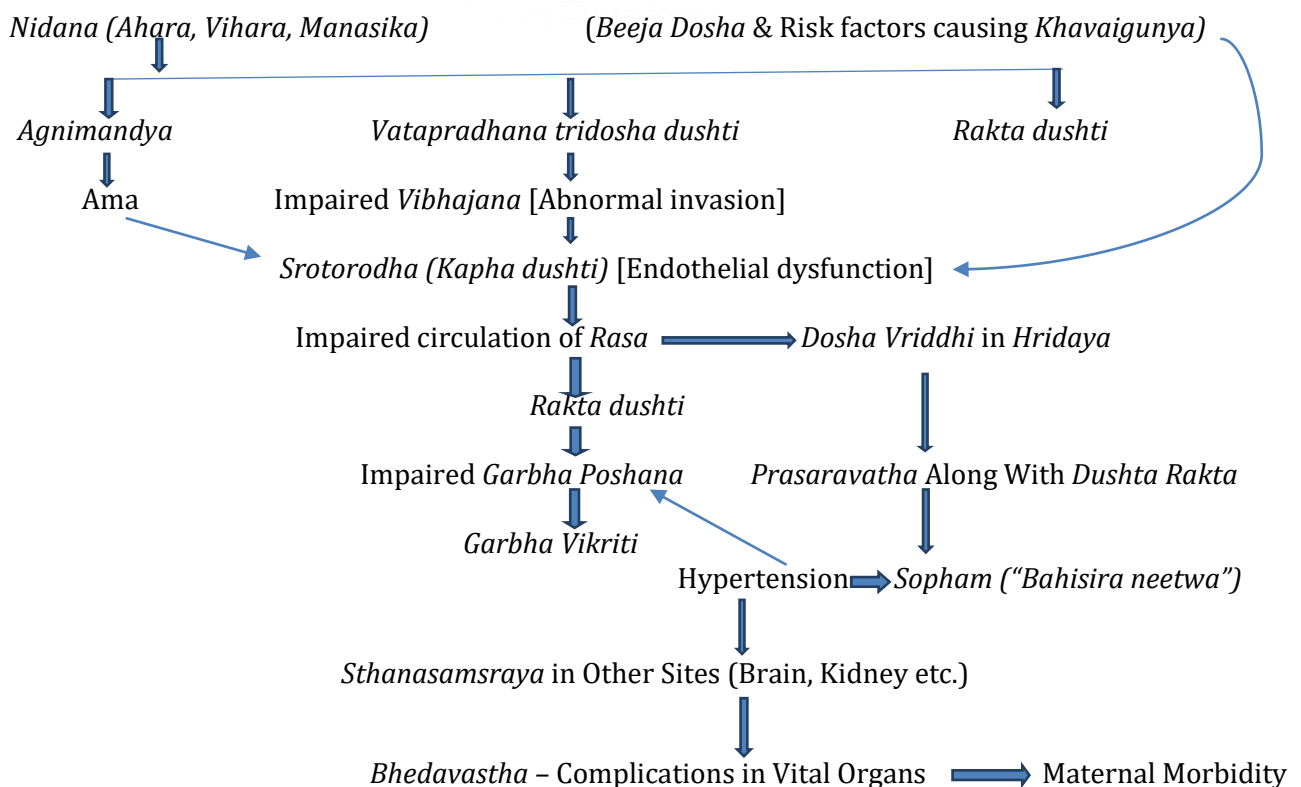 Nidana (Ahara, Vihara, Manasika) (Beeja Dosha & Risk factors causing Khavaigunya)
Agnimandya Vatapradhana tridosha dushti Rakta dushti
Ama Impaired Vibhajana [Abnormal invasion]
Srotorodha (Kapha dushti) [Endothelial dysfunction]
Impaired circulation of Rasa Dosha Vriddhi in Hridaya
Rakta dushti
Impaired Garbha Poshana Prasaravatha Along With Dushta Rakta
Garbha Vikriti
Hypertension Sopham (“Bahisira neetwa”)
Sthanasamsraya in Other Sites (Brain, Kidney etc.)
Bhedavastha – Complications in Vital Organs Maternal Morbidity